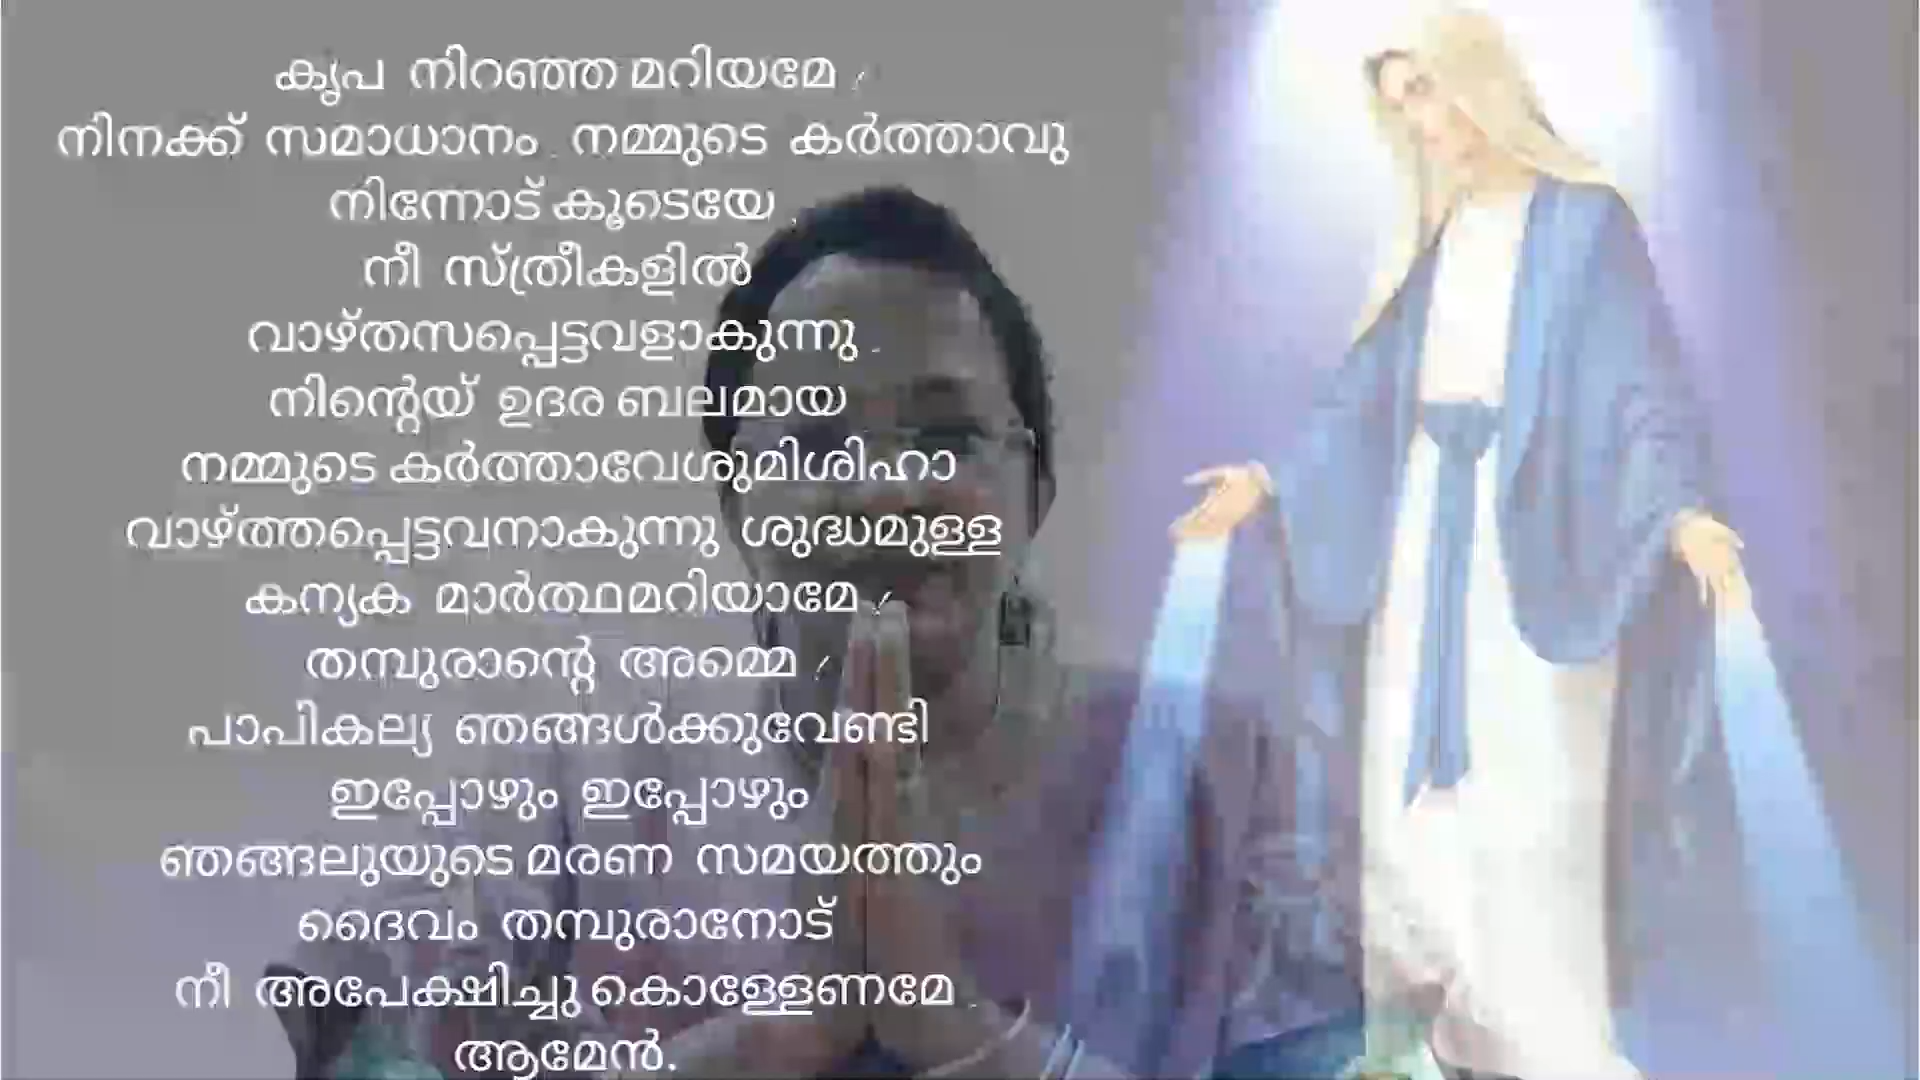 കൃപ നിറഞ്ഞ മറിയമേ !
നിനക്ക് സമാധാനം . നമ്മുടെ കർത്താവു
നിന്നോട് കൂടെയേ .
നീ സ്ത്രീകളിൽ
വാഴ്തസപ്പെട്ടവളാകുന്നു .
നിന്റെയ് ഉദര ബലമായ
നമ്മുടെ കർത്താവേശുമിശിഹാ
വാഴ്ത്തപ്പെട്ടവനാകുന്നു ശുദ്ധമുള്ള
കന്യക മാർത്ഥമറിയാമേ !
തമ്പുരാന്റെ അമ്മെ !
പാപികല്യ ഞങ്ങൾക്കുവേണ്ടി
ഇപ്പോഴും ഇപ്പോഴും
ഞങ്ങലുയുടെ മരണ സമയത്തും
ദൈവം തമ്പുരാനോട്
നീ അപേക്ഷിച്ചു കൊള്ളേണമേ .
ആമേൻ.